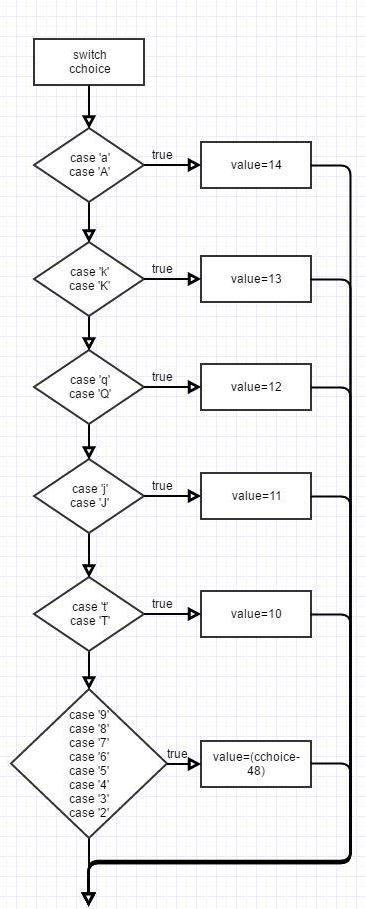 switch
cchoice
case 'a'
case 'A'
true
value=14
case 'k'
case 'K'
true
value=13
case 'q'
case 'Q'
true
value=12
case 'j'
case 'J'
true
value=11
case 't'
case 'T'
true
value=10
case '9'
case '8'
case '7'
case '6'
case '5'
case '4'
case '3'
case '2'
true
value=(cchoice-
48)